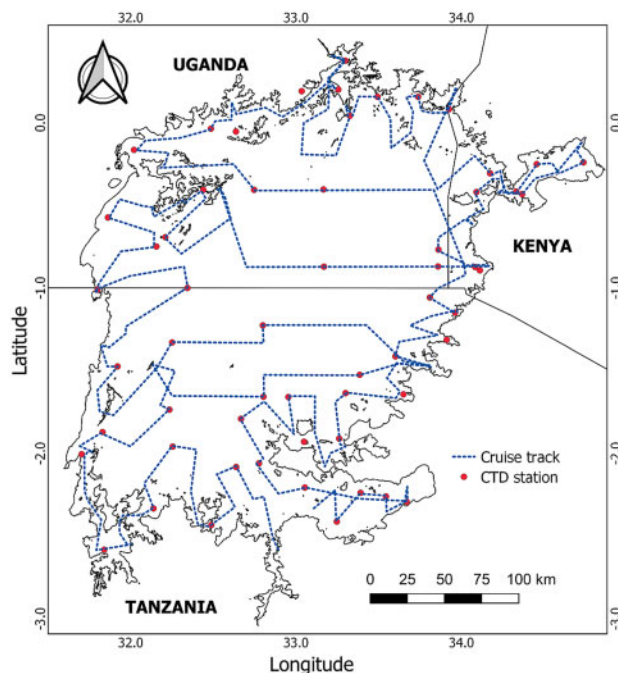 32.0 33.0 34.0
UGANDA
0.0 0.0
KENYA
-1.0 -1.0
Latitude
-2.0 -2.0
Cruise track
CTD station
0 25 50 75 100 km
TANZANIA
-3.0 -3.0
32.0 33.0 34.0
Longitude